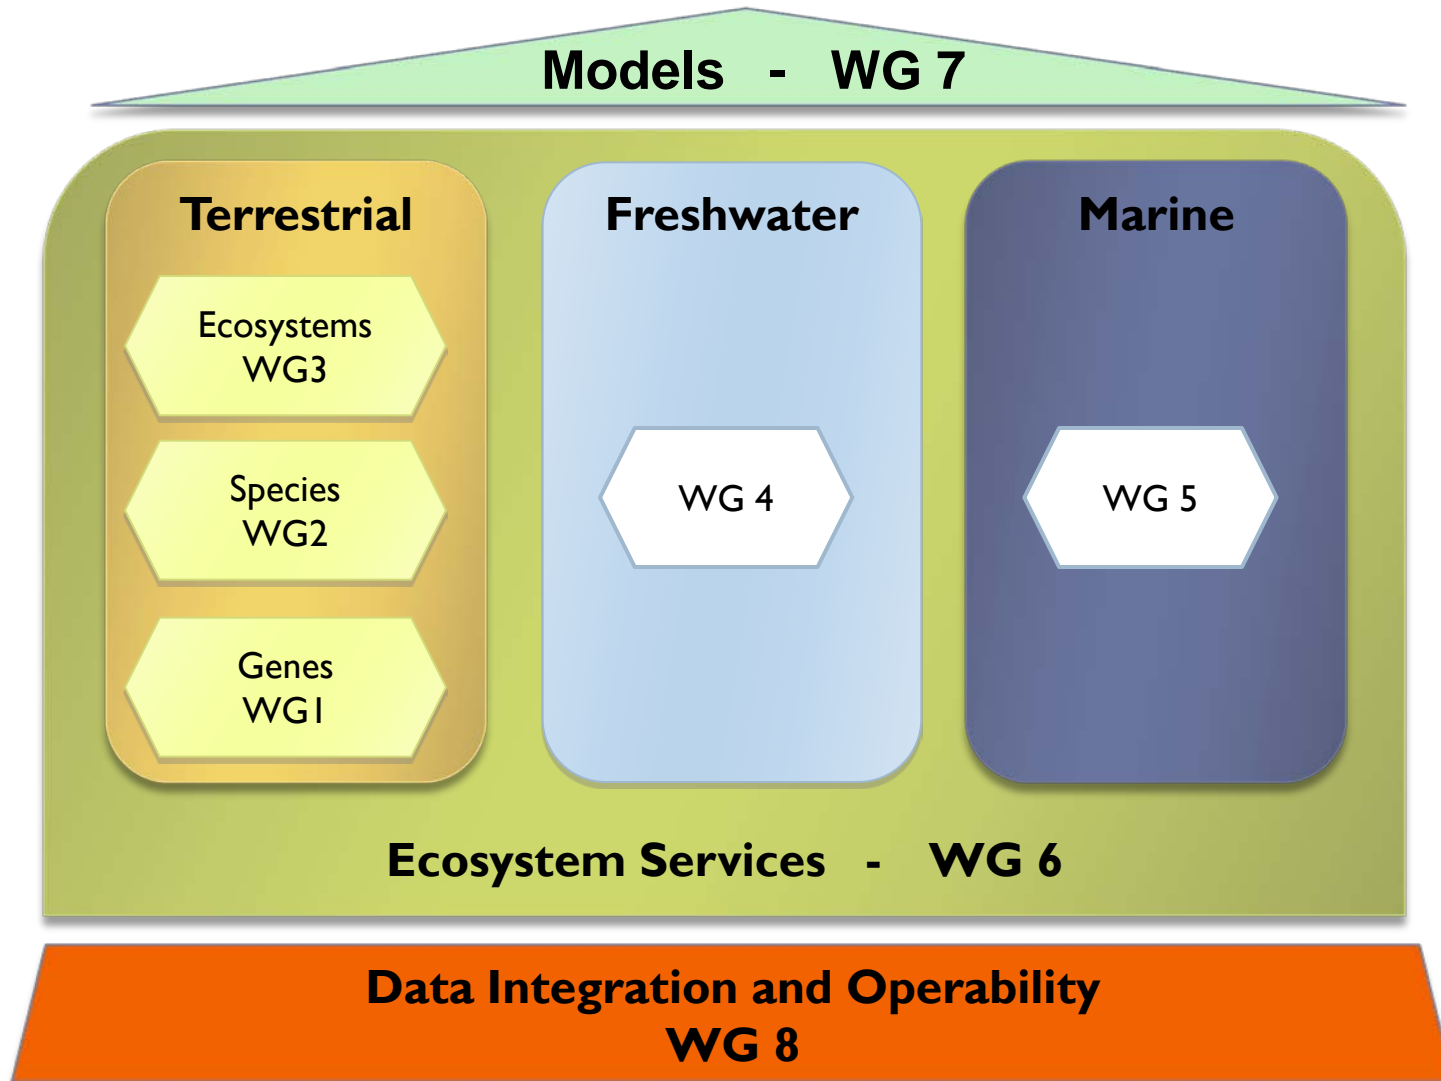 Models - WG 7
Terrestrial
Ecosystems
WG3
Species
WG2
Genes
WG1
Freshwater
WG 4
Marine
WG 5
Ecosystem Services - WG 6
Data Integration and Operability
WG 8